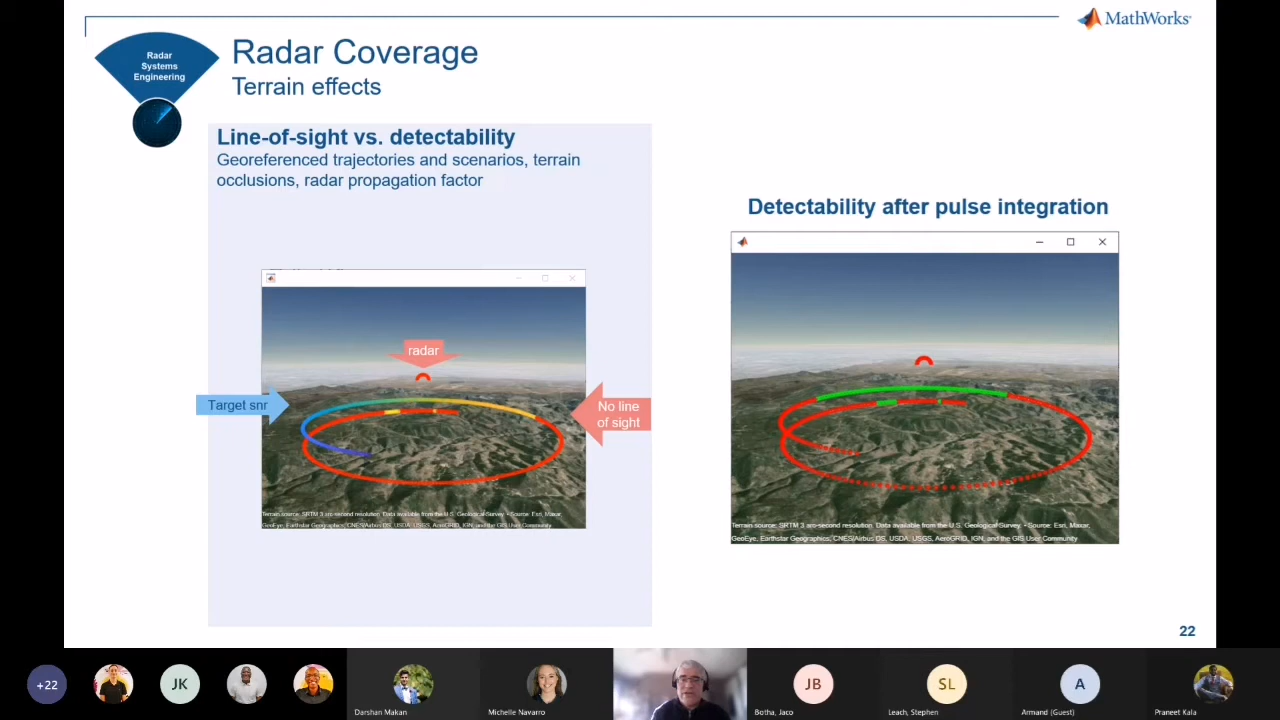 MathWorks®
Radar
Systems
Engineering
Radar Coverage
Terrain effects
Line-of-sight vs. detectability
Georeferenced trajectories and scenarios, terrain
occlusions, radar propagation factor
radar
Target snr
No line
of sight
Terrain source: SRTM 3 arc-second resolution. Data available from the U.S. Geological Survey. • Source: Esri, Maxar,
GeoEye, Earthstar Geographics, CNES/Airbus DS, USDA, USGS, AeroGRID, IGN, and the GIS User Community
Detectability after pulse integration
Terrain source: SRTM 3 arc-second resolution. Data available from the U.S. Geological Survey. • Source: Esri, Maxar,
GeoEye, Earthstar Geographics, CNES/Airbus DS, USDA, USGS, AeroGRID, IGN, and the GIS User Community
22
+22
JK
Darshan Makan
Michelle Navarro
JB
Botha, Jaco
SL
Leach, Stephen
A
Armand (Guest)
Praneet Kala